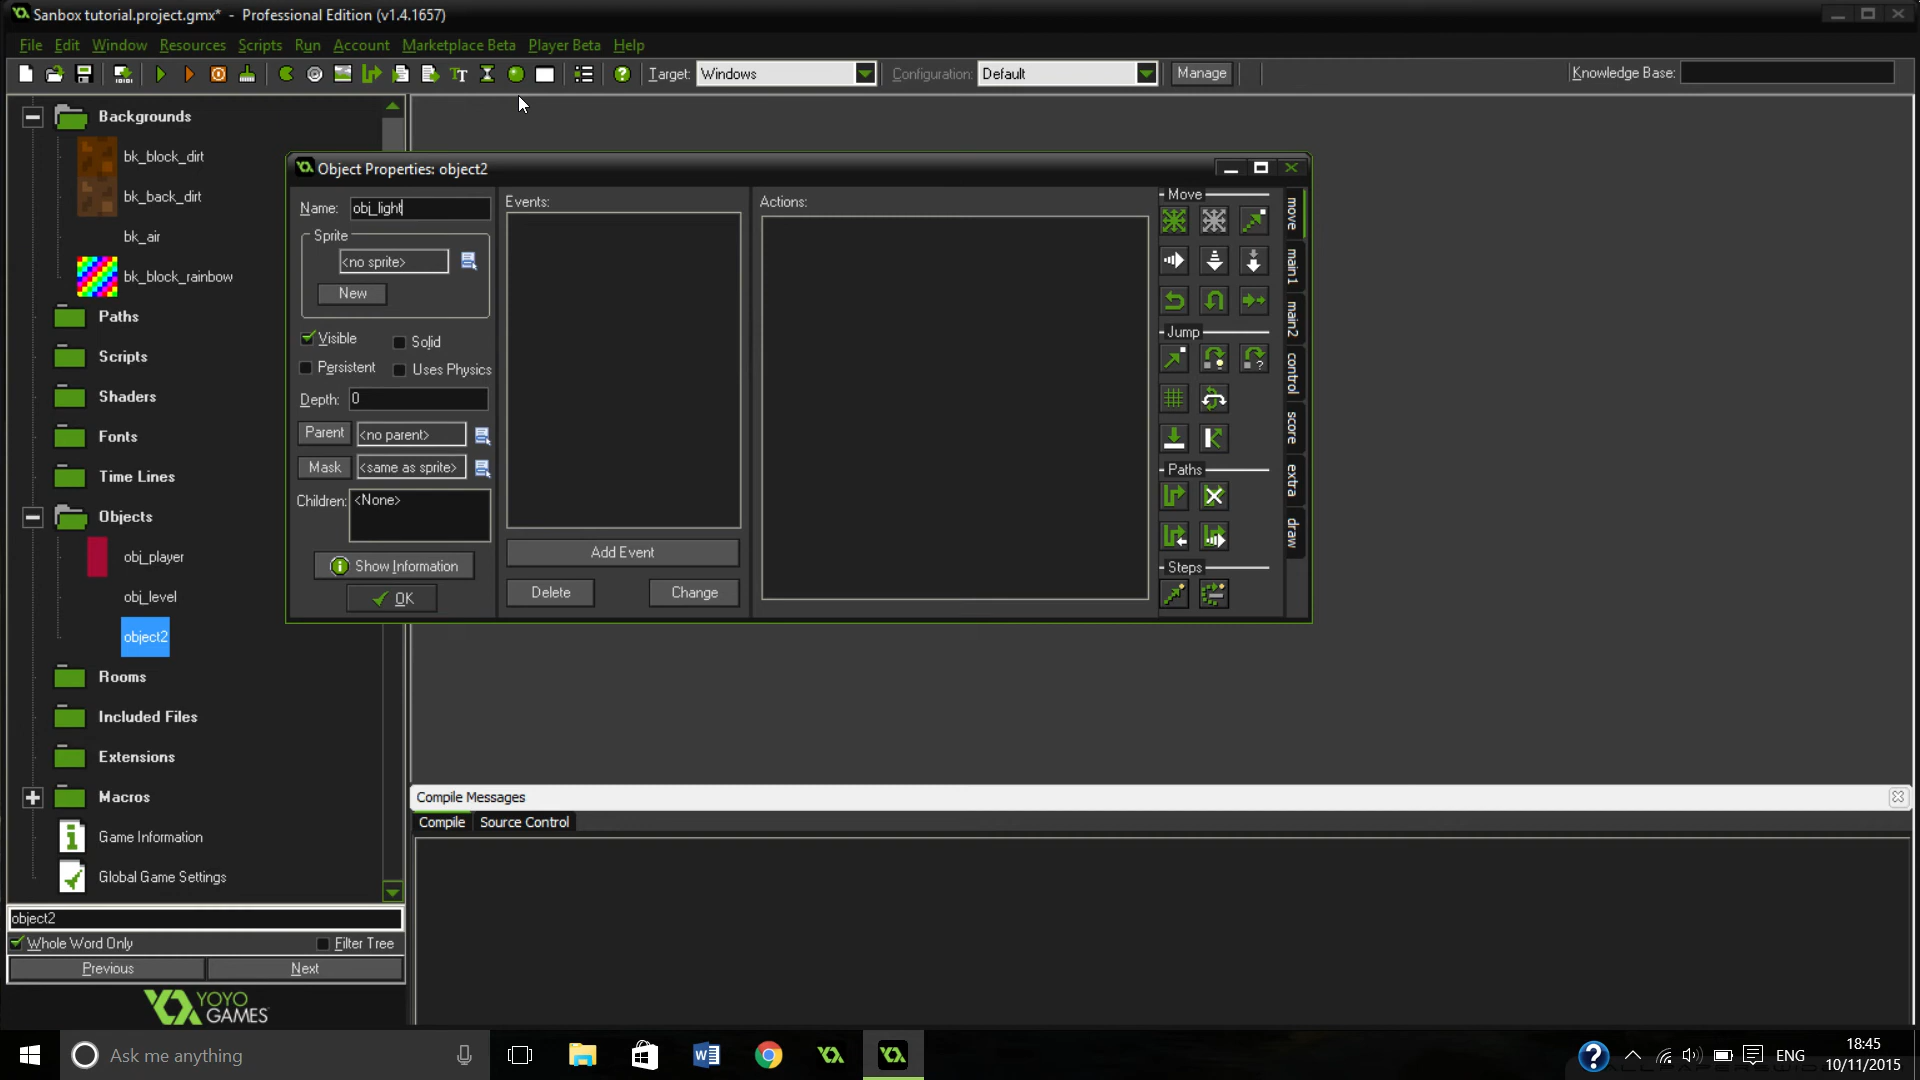 Sanbox tutorial.project.gmx* - Professional Edition (v1.4.1657)
File Edit Window Resources Scripts Run Account Marketplace Beta Player Beta Help
Target: Windows Configuration: Default Manage Knowledge Base:
Backgrounds
bk_block_dirt
bk_back_dirt
bk_air
bk_block_rainbow
Paths
Scripts
Shaders
Fonts
Time Lines
Objects
obj_player
obj_level
object2
Rooms
Included Files
Extensions
Macros
Game Information
Global Game Settings
object2
Whole Word Only Filter Tree
Previous Next
YOYO
GAMES
Object Properties: object2
Name: obj_light
Sprite
<no sprite>
New
Visible Solid
Persistent Uses Physics
Depth: 0
Parent <no parent>
Mask <same as sprite>
Children: <None>
Show Information
OK
Events:
Add Event
Delete Change
Actions:
Move
Jump
Paths
Steps
move
main1
main2
control
score
extra
draw
Compile Messages
Compile Source Control
Ask me anything
ENG
18:45
10/11/2015